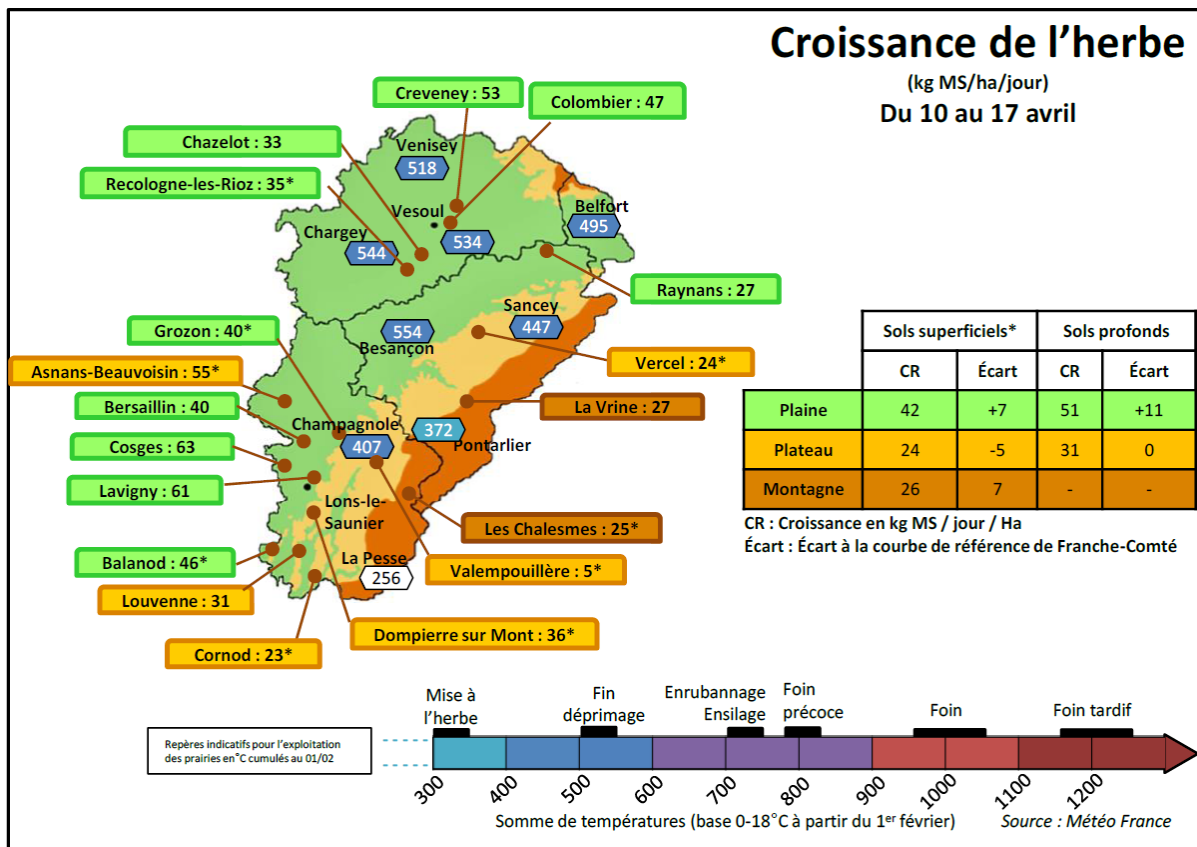 Croissance de l’herbe
(kg MS/ha/jour)
Du 10 au 17 avril
Creveney : 53
Colombier : 47
Chazelot : 33
Recologne-les-Rioz : 35*
Venisey
518
Vesoul
Belfort
495
Chargey
544
534
Raynans : 27
Sancey
447
Grozon : 40*
554
Besançon
Vercel : 24*
Asnans-Beauvoisin : 55*
Bersaillin : 40
La Vrine : 27
Champagnole
372
407
Pontarlier
Cosges : 63
Lavigny : 61
Lons-le-
Saunier
Les Chalesmes : 25*
Balanod : 46*
La Pesse
256
Valempouillère : 5*
Louvenne : 31
Dompierre sur Mont : 36*
Cornod : 23*
Sols superficiels* Sols profonds
CR Écart CR Écart
Plaine 42 +7 51 +11
Plateau 24 -5 31 0
Montagne 26 7 - -
CR : Croissance en kg MS / jour / Ha
Écart : Écart à la courbe de référence de Franche-Comté
Mise à
l’herbe
Fin
déprimage
Enrubannage
Ensilage
Foin
précoce
Foin
Foin tardif
Repères indicatifs pour l’exploitation
des prairies en°C cumulés au 01/02
300 400 500 600 700 800 900 1000 1100 1200
Somme de températures (base 0-18°C à partir du 1er février)
Source : Météo France